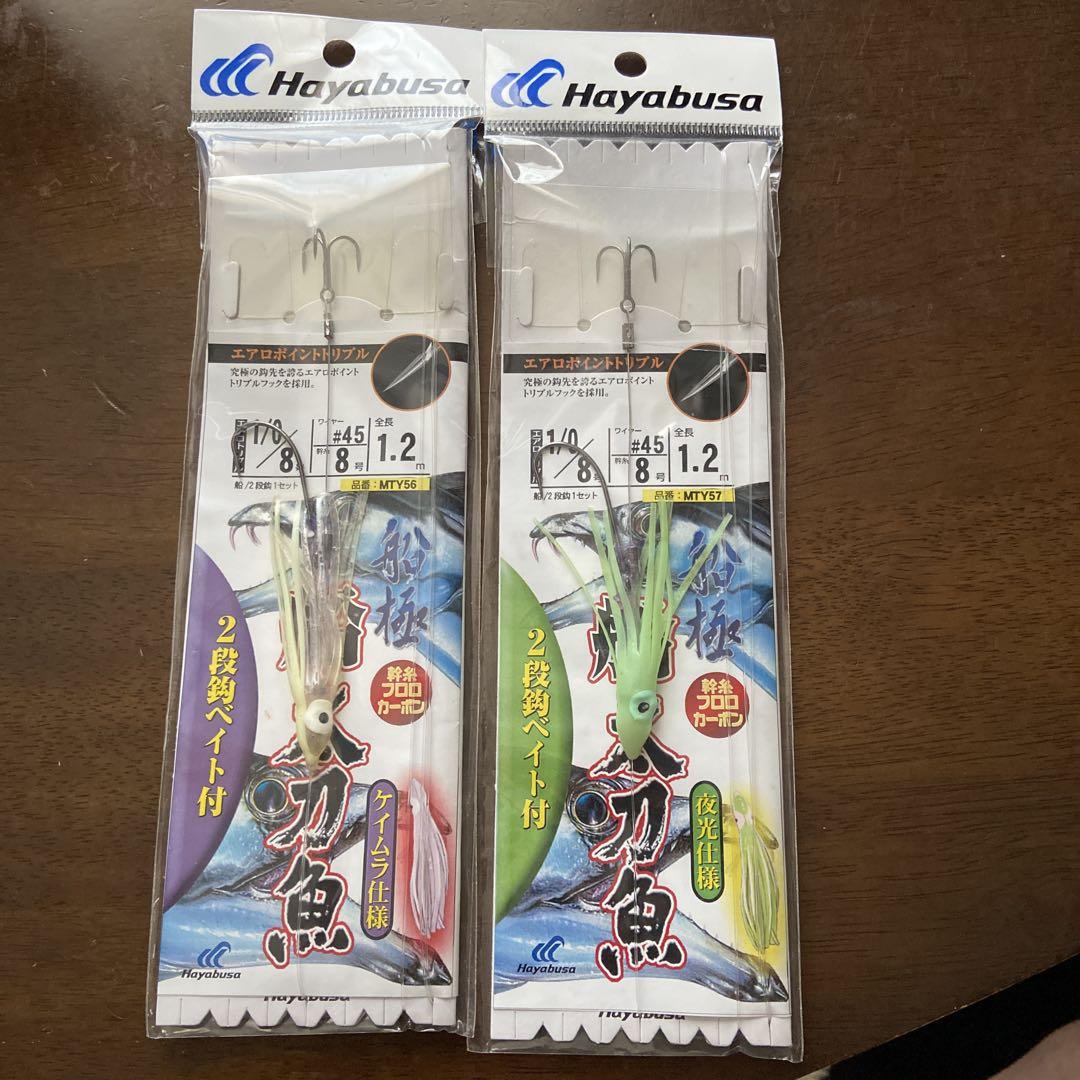 Hayabusa
エアロポイントトリプル
究極の鈎先を誇るエアロポイント
トリプルフックを採用。
1/0
8
ワイヤー
#45
幹糸
8号
全長
1.2m
船/2段鈎1セット
品番:MTY56
船極
太刀魚
2段鈎ベイト付
幹糸
フロロ
カーボン
ケイムラ仕様
Hayabusa
Hayabusa
Hayabusa
エアロポイントトリプル
究極の鈎先を誇るエアロポイント
トリプルフックを採用。
1/0
8
ワイヤー
#45
幹糸
8号
全長
1.2m
船/2段鈎1セット
品番:MTY57
船極
太刀魚
2段鈎ベイト付
幹糸
フロロ
カーボン
夜光仕様
Hayabusa
Hayabusa